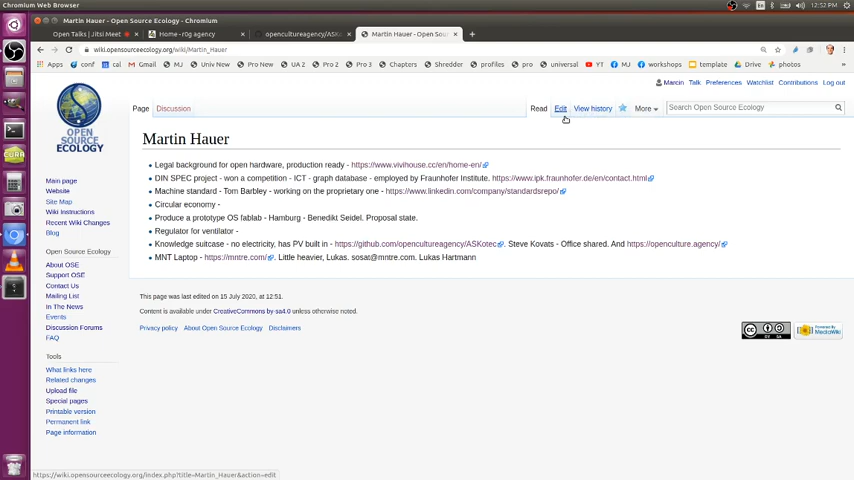 Chromium Web Browser
12:52 PM
Martin Hauer - Open Source Ecology - Chromium
Open Talks | Jitsi Meet
Home - r0g agency
opencultureagency/ASKo
Martin Hauer - Open Sour
wiki.opensourceecology.org/wiki/Martin_Hauer
Apps conf cal Gmail MJ Univ New Pro New UA 2 Pro 2 Pro 3 Chapters Shredder profiles pro universal YT MJ workshops template Drive photos
Marcin Talk Preferences Watchlist Contributions Log out
Page Discussion Read Edit View history More Search Open Source Ecology
OPEN SOURCE
ECOLOGY
Main page
Website
Site Map
Wiki Instructions
Recent Wiki Changes
Blog
Open Source Ecology
About OSE
Support OSE
Contact Us
Mailing List
In The News
Events
Discussion Forums
FAQ
Tools
What links here
Related changes
Upload file
Special pages
Printable version
Permanent link
Page information
Martin Hauer
Legal background for open hardware, production ready - https://www.vivihouse.cc/en/home-en/
DIN SPEC project - won a competition - ICT - graph database - employed by Fraunhofer Institute. https://www.ipk.fraunhofer.de/en/contact.html
Machine standard - Tom Barbley - working on the proprietary one - https://www.linkedin.com/company/standardsrepo/
Circular economy -
Produce a prototype OS fablab - Hamburg - Benedikt Seidel. Proposal state.
Regulator for ventilator -
Knowledge suitcase - no electricity, has PV built in - https://github.com/opencultureagency/ASKotec. Steve Kovats - Office shared. And https://openculture.agency/
MNT Laptop - https://mntre.com/. Little heavier, Lukas. sosat@mntre.com. Lukas Hartmann
This page was last edited on 15 July 2020, at 12:51.
Content is available under CreativeCommons by-sa4.0 unless otherwise noted.
Privacy policy About Open Source Ecology Disclaimers
https://wiki.opensourceecology.org/index.php?title=Martin_Hauer&action=edit